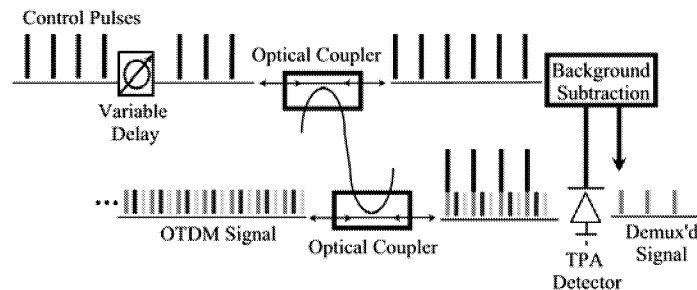 Control Pulses
Optical Coupler
Background
Subtraction
Variable
Delay
...
OTDM Signal
Optical Coupler
TPA
Detector
Demux'd
Signal